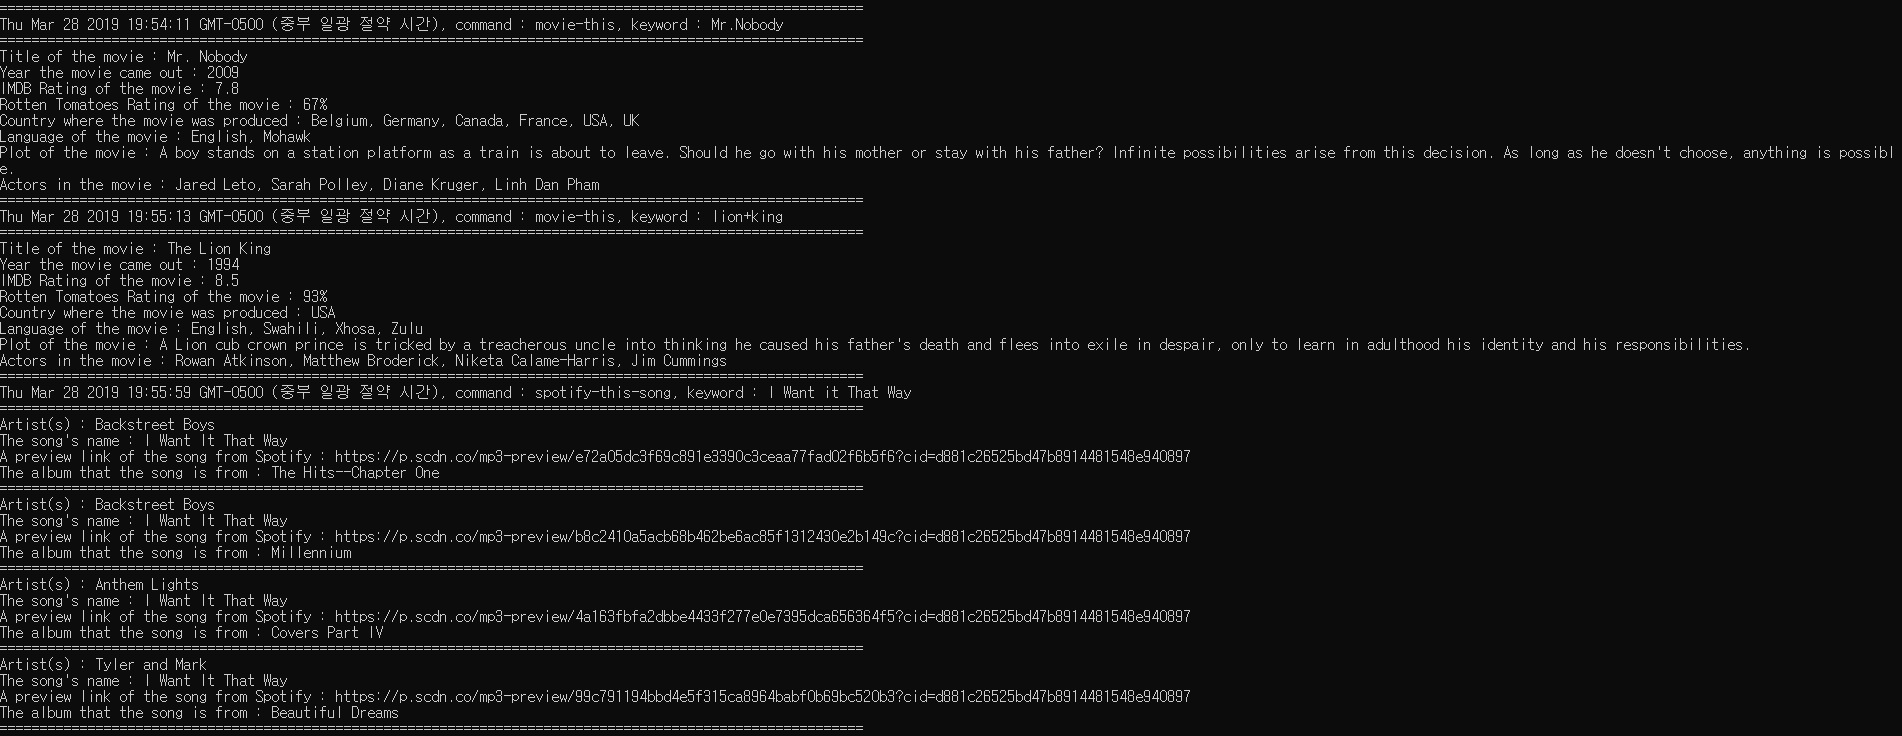 ============================================================================================================
Thu Mar 28 2019 19:54:11 GMT-0500 (중부 일광 절약 시간), command : movie-this, keyword : Mr.Nobody
============================================================================================================
Title of the movie : Mr. Nobody
Year the movie came out : 2009
IMDB Rating of the movie : 7.8
Rotten Tomatoes Rating of the movie : 67%
Country where the movie was produced : Belgium, Germany, Canada, France, USA, UK
Language of the movie : English, Mohawk
Plot of the movie : A boy stands on a station platform as a train is about to leave. Should he go with his mother or stay with his father? Infinite possibilities arise from this decision. As long as he doesn't choose, anything is possibl
e.
Actors in the movie : Jared Leto, Sarah Polley, Diane Kruger, Linh Dan Pham
============================================================================================================
Thu Mar 28 2019 19:55:13 GMT-0500 (중부 일광 절약 시간), command : movie-this, keyword : lion+king
============================================================================================================
Title of the movie : The Lion King
Year the movie came out : 1994
IMDB Rating of the movie : 8.5
Rotten Tomatoes Rating of the movie : 93%
Country where the movie was produced : USA
Language of the movie : English, Swahili, Xhosa, Zulu
Plot of the movie : A Lion cub crown prince is tricked by a treacherous uncle into thinking he caused his father's death and flees into exile in despair, only to learn in adulthood his identity and his responsibilities.
Actors in the movie : Rowan Atkinson, Matthew Broderick, Niketa Calame-Harris, Jim Cummings
============================================================================================================
Thu Mar 28 2019 19:55:59 GMT-0500 (중부 일광 절약 시간), command : spotify-this-song, keyword : I Want it That Way
============================================================================================================
Artist(s) : Backstreet Boys
The song's name : I Want It That Way
A preview link of the song from Spotify : https://p.scdn.co/mp3-preview/e72a05dc3f69c891e3390c3ceaa77fad02f6b5f6?cid=d881c26525bd47b8914481548e940897
The album that the song is from : The Hits--Chapter One
============================================================================================================
Artist(s) : Backstreet Boys
The song's name : I Want It That Way
A preview link of the song from Spotify : https://p.scdn.co/mp3-preview/b8c2410a5acb68b462be6ac85f1312430e2b149c?cid=d881c26525bd47b8914481548e940897
The album that the song is from : Millennium
============================================================================================================
Artist(s) : Anthem Lights
The song's name : I Want It That Way
A preview link of the song from Spotify : https://p.scdn.co/mp3-preview/4a163fbfa2dbbe4433f277e0e7395dca656364f5?cid=d881c26525bd47b8914481548e940897
The album that the song is from : Covers Part IV
============================================================================================================
Artist(s) : Tyler and Mark
The song's name : I Want It That Way
A preview link of the song from Spotify : https://p.scdn.co/mp3-preview/99c791194bbd4e5f315ca8964babf0b69bc520b3?cid=d881c26525bd47b8914481548e940897
The album that the song is from : Beautiful Dreams
============================================================================================================